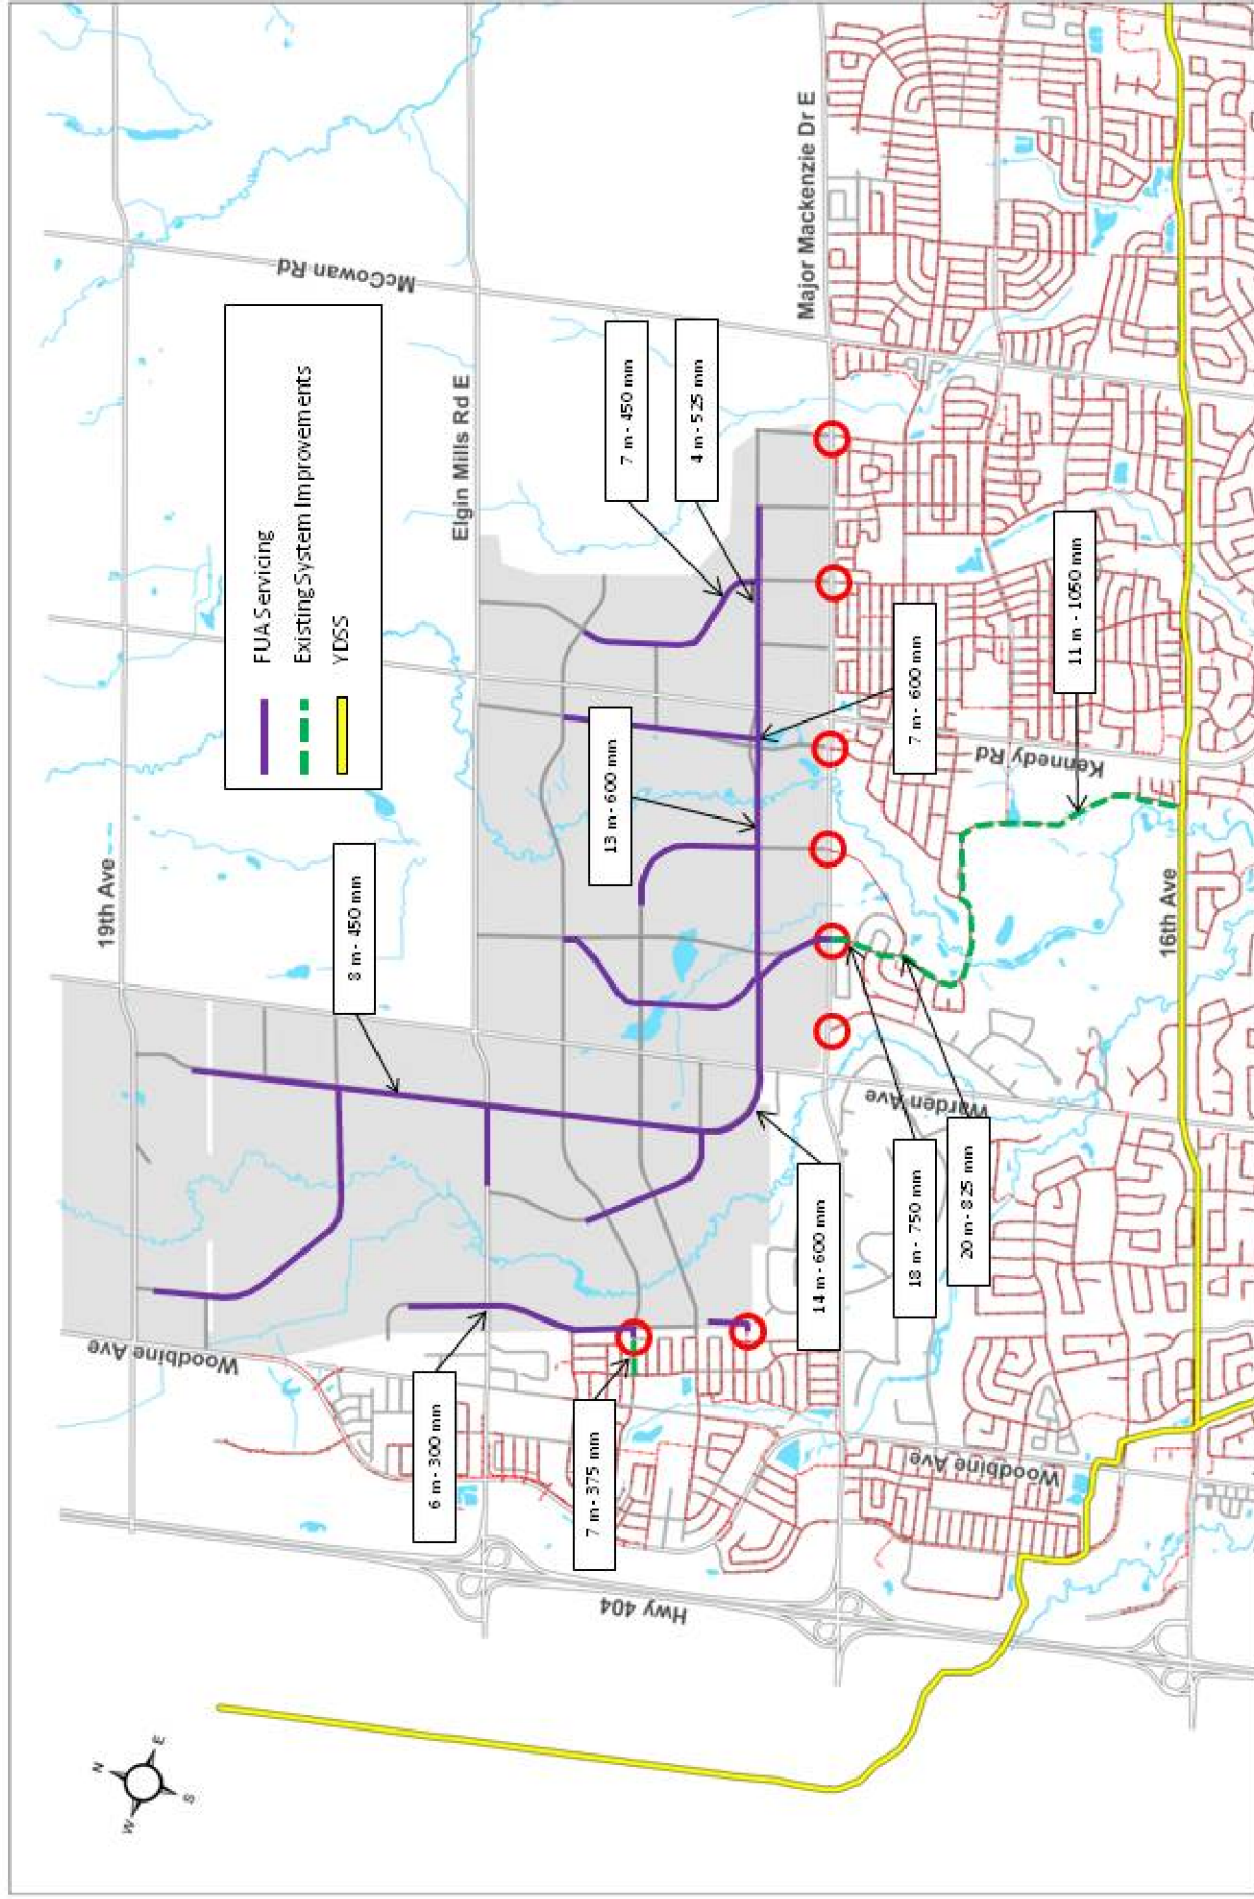 FUA Servicing
Existing System Improvements
YDSS
19th Ave
McCowan Rd
Elgin Mills Rd E
Major Mackenzie Dr E
7 m - 450 mm
4 m - 525 mm
11 m - 1050 mm
7 m - 600 mm
Kennedy Rd
13 m - 600 mm
8 m - 450 mm
16th Ave
Warden Ave
18 m - 750 mm
20 m - 825 mm
14 m - 600 mm
Woodbine Ave
6 m - 300 mm
7 m - 375 mm
Woodbine Ave
Hwy 404
N
E
S
W